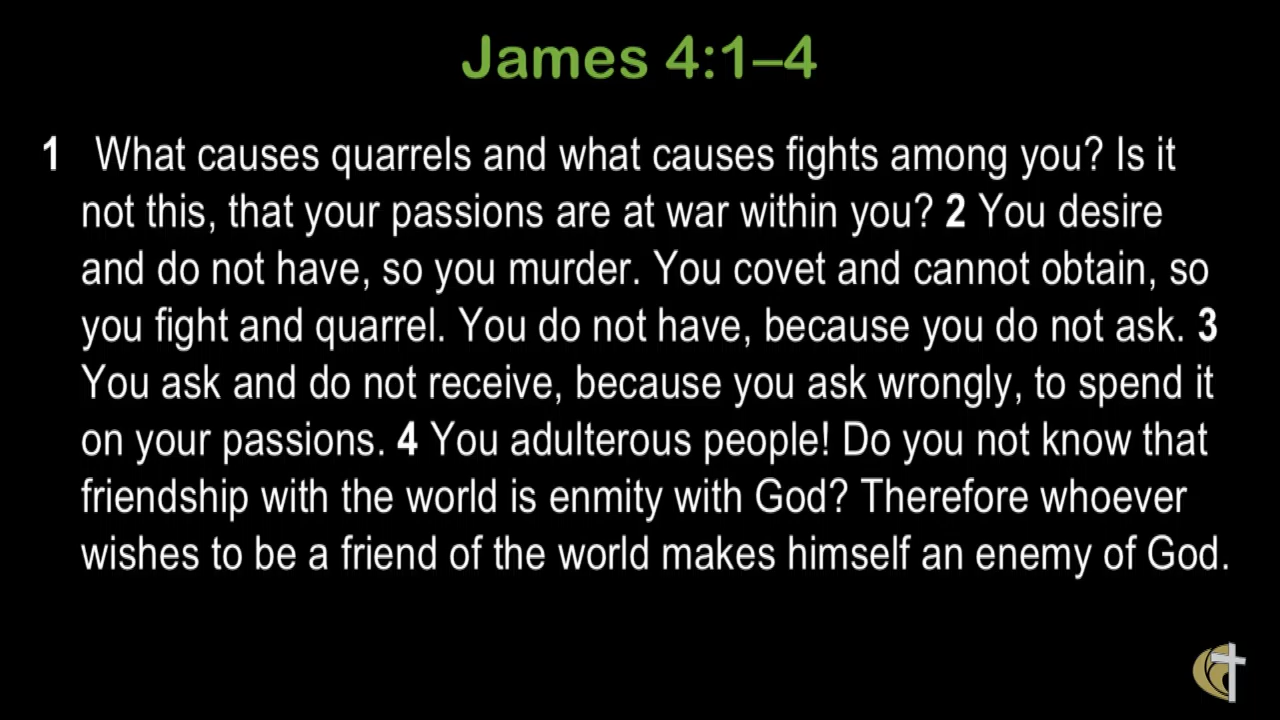 James 4:1–4
1 What causes quarrels and what causes fights among you? Is it
not this, that your passions are at war within you? 2 You desire
and do not have, so you murder. You covet and cannot obtain, so
you fight and quarrel. You do not have, because you do not ask. 3
You ask and do not receive, because you ask wrongly, to spend it
on your passions. 4 You adulterous people! Do you not know that
friendship with the world is enmity with God? Therefore whoever
wishes to be a friend of the world makes himself an enemy of God.